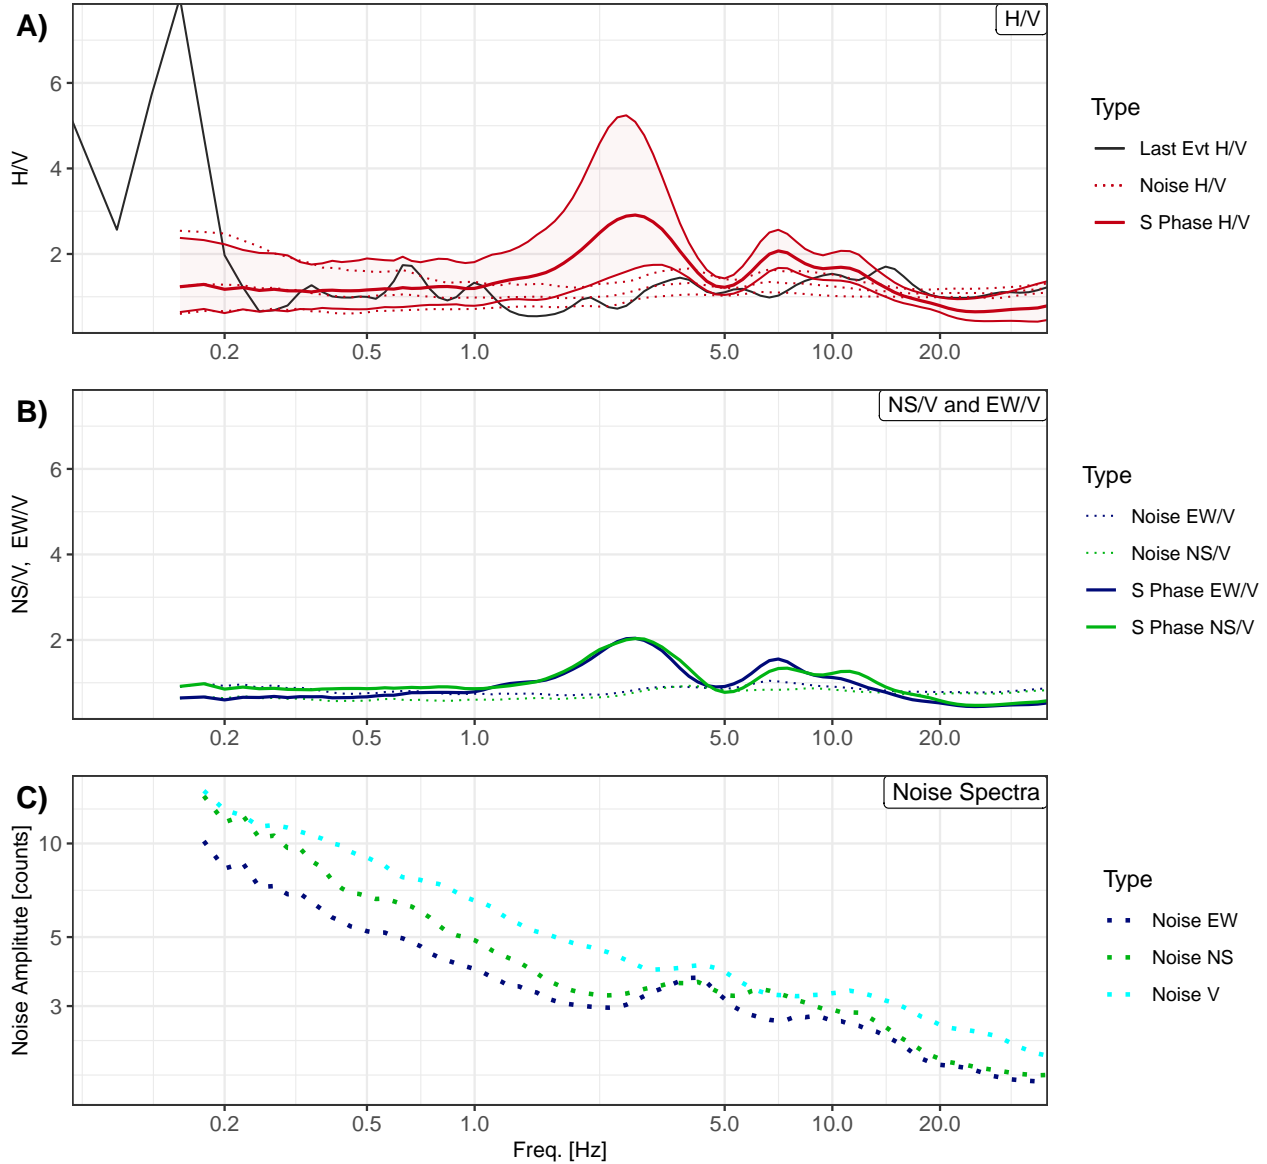 A)
H/V
6
4
2
H/V
0.2 0.5 1.0 5.0 10.0 20.0
Type
Last Evt H/V
Noise H/V
S Phase H/V
B)
NS/V and EW/V
6
4
2
NS/V, EW/V
0.2 0.5 1.0 5.0 10.0 20.0
Type
Noise EW/V
Noise NS/V
S Phase EW/V
S Phase NS/V
C)
Noise Spectra
10
5
3
Noise Amplitude [counts]
0.2 0.5 1.0 5.0 10.0 20.0
Freq. [Hz]
Type
Noise EW
Noise NS
Noise V